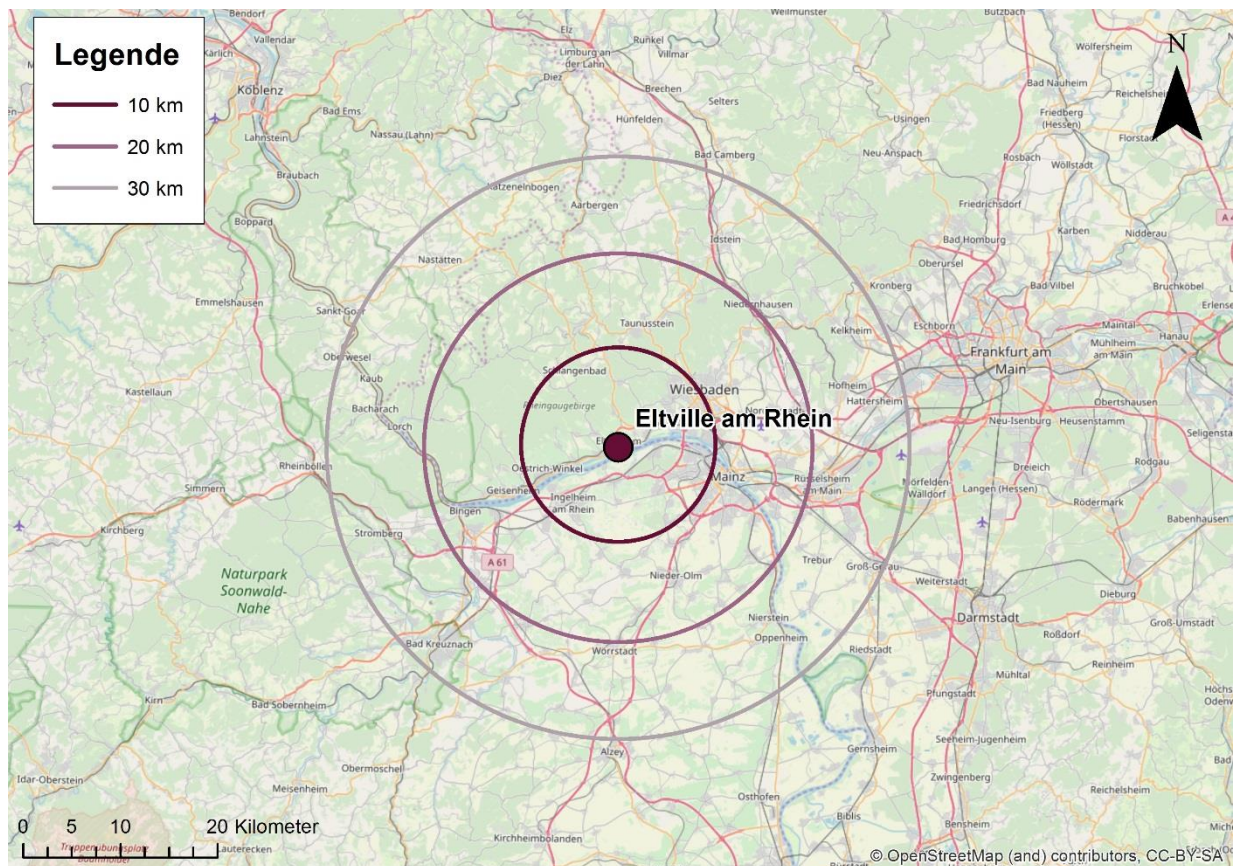 Legende
10 km
20 km
30 km
N
Bendorf
Vallendar
Kärlich
Koblenz
Lahnstein
Bad Ems
Braubach
Nassau (Lahn)
Boppard
Elz
Limburg an
der Lahn
Diez
Runkel
Villmar
Weilmünster
Butzbach
Wölfersheim
Brechen
Selters
Bad Nauheim
Reichelsheim
Hünfelden
Usingen
Friedberg
(Hessen)
Florstadt
Bad Camberg
Neu-Anspach
Rosbach
Wöllstadt
Katzenelnbogen
Aarbergen
Friedrichsdorf
Nidderau
Karben
Idstein
Bad Homburg
Nastätten
Oberursel
Bad Vilbel
Bruchköbel
Kronberg
Emmelshausen
Sankt Goar
Niedernhausen
Taunusstein
Eschborn
Maintal
Kelkheim
Mühlheim
am Main
Hanau
Frankfurt am
Main
Oberwesel
Kaub
Schlangenbad
Wiesbaden
Hofheim
Hattersheim
Kastellaun
Bacharach
Lorch
Rheingaugebirge
Obertshausen
Eltville am Rhein
Neu-Isenburg
Heusenstamm
Oestrich-Winkel
Rheinböllen
Geisenheim
Mainz
Rüsselsheim
am Main
Mörfelden-
Walldorf
Dreieich
Rodgau
Langen (Hessen)
Rödermark
Simmern
Bingen
Ingelheim
am Rhein
Kirchberg
Stromberg
Babenhausen
A 61
Trebur
Groß-Gerau
Naturpark
Soonwald-
Nahe
Nieder-Olm
Weiterstadt
Dieburg
Darmstadt
Groß-Umstadt
Nierstein
Oppenheim
Roßdorf
Bad Kreuznach
Wörrstadt
Riedstadt
Reinheim
Mühltal
Kirn
Bad Sobernheim
Pfungstadt
Alzey
Gernsheim
Seeheim-Jugenheim
Obermoschel
Idar-Oberstein
Meisenheim
Zwingenberg
Reichelsheim
Osthofen
Biblis
Bensheim
Kirchheimbolanden
Lauterecken
0 5 10 20 Kilometer
© OpenStreetMap (and) contributors, CC-BY-SA